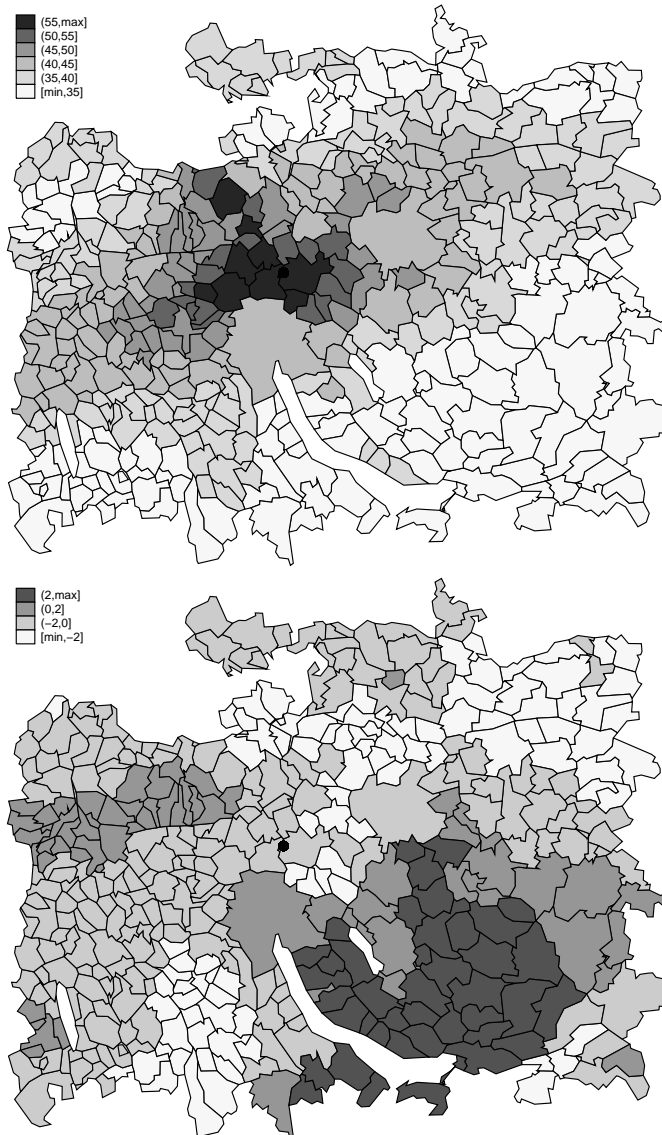 (55,max]
(50,55]
(45,50]
(40,45]
(35,40]
[min,35]
(2,max]
(0,2]
(−2,0]
[min,−2]